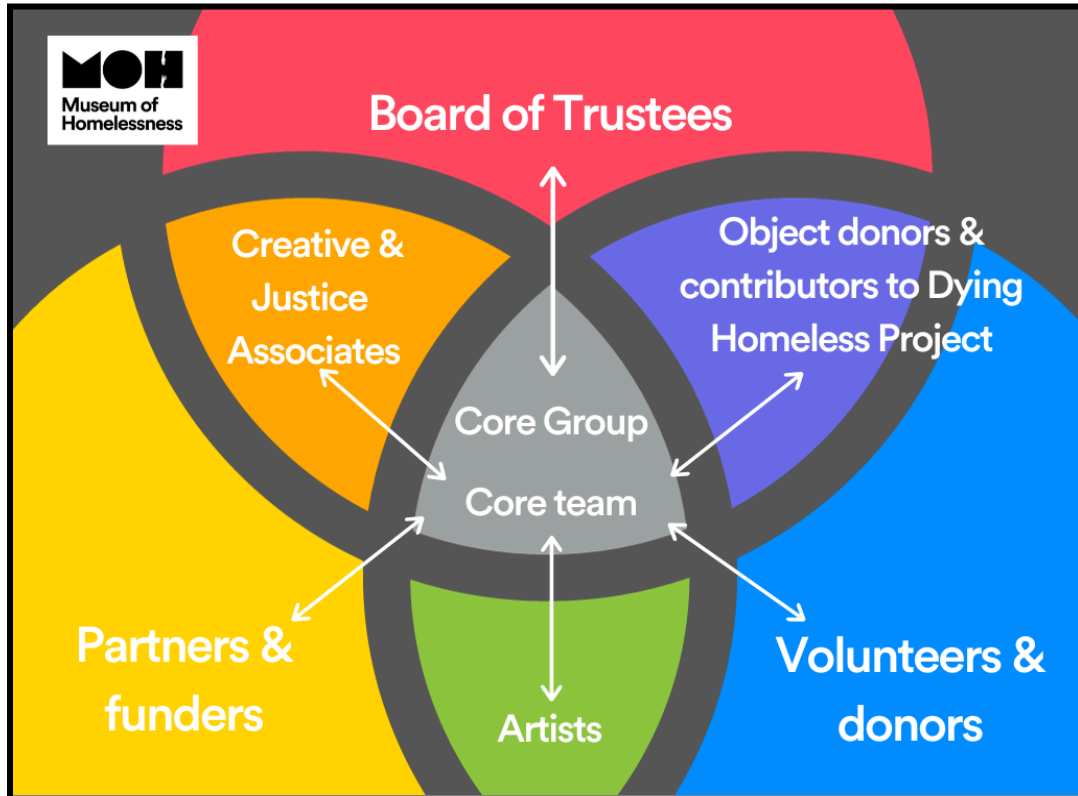 MOH
Museum of
Homelessness
Board of Trustees
Creative &
Justice
Associates
Object donors &
contributors to Dying
Homeless Project
Core Group
Core team
Partners &
funders
Artists
Volunteers &
donors